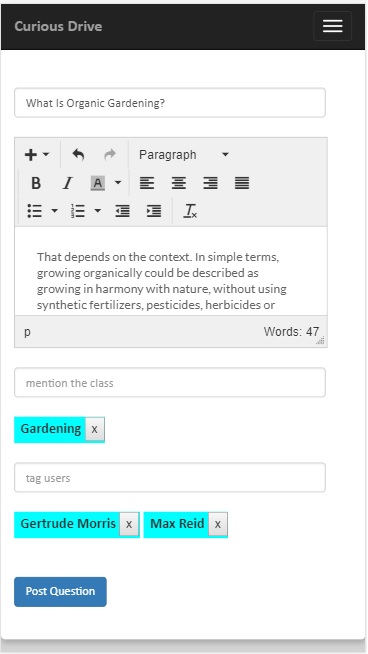 Curious Drive
What Is Organic Gardening?
Paragraph
B I A
That depends on the context. In simple terms,
growing organically could be described as
growing in harmony with nature, without using
synthetic fertilizers, pesticides, herbicides or
p Words: 47
mention the class
Gardening x
tag users
Gertrude Morris x Max Reid x
Post Question